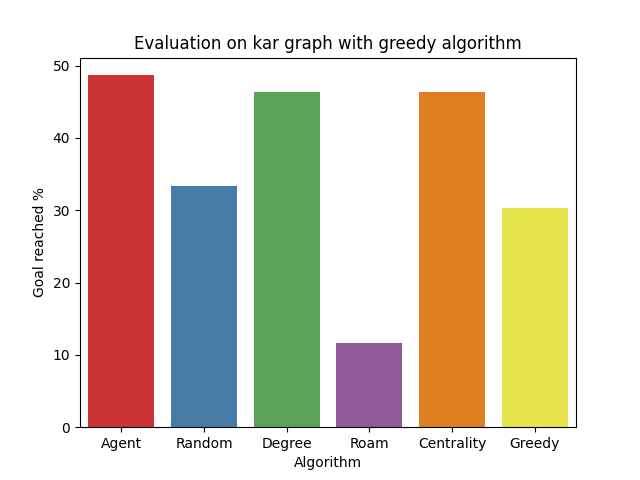 Evaluation on kar graph with greedy algorithm
50
40
30
20
10
0
Goal reached %
Agent Random Degree Roam Centrality Greedy
Algorithm